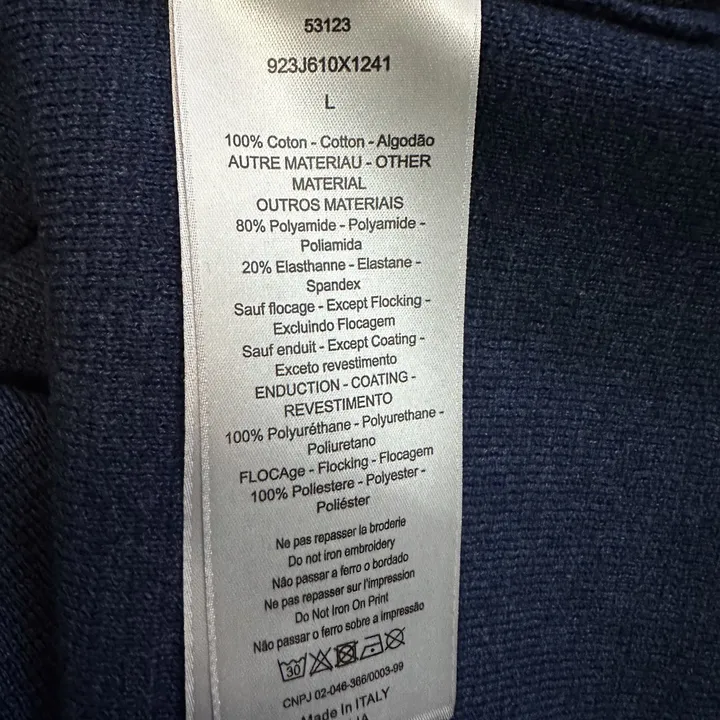 53123
923J610X1241
L
100% Coton - Cotton - Algodão
AUTRE MATERIAU - OTHER
MATERIAL
OUTROS MATERIAIS
80% Polyamide - Polyamide -
Poliamida
20% Elasthanne - Elastane -
Spandex
Sauf flocage - Except Flocking -
Excluindo Flocagem
Sauf enduit - Except Coating -
Exceto revestimento
ENDUCTION - COATING -
REVESTIMENTO
100% Polyuréthane - Polyurethane -
Poliuretano
FLOCAge - Flocking - Flocagem
100% Poliestere - Polyester -
Poliéster
Ne pas repasser la broderie
Do not iron embroidery
Não passar a ferro o bordado
Ne pas repasser sur l'impression
Do Not Iron On Print
Não passar o ferro sobre a impressão
30
CNPJ 02-046-366/0003-99
Made in ITALY